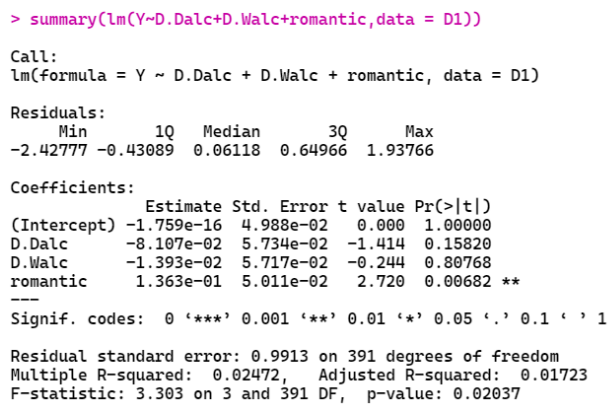 > summary(lm(Y~D.Dalc+D.Walc+romantic,data = D1))
Call:
lm(formula = Y ~ D.Dalc + D.Walc + romantic, data = D1)
Residuals:
     Min       1Q   Median       3Q      Max
-2.42777 -0.43089  0.06118  0.64966  1.93766
Coefficients:
              Estimate Std. Error t value Pr(>|t|)
(Intercept) -1.759e-16  4.988e-02   0.000  1.00000
D.Dalc      -8.107e-02  5.734e-02  -1.414  0.15820
D.Walc      -1.393e-02  5.717e-02  -0.244  0.80768
romantic     1.363e-01  5.011e-02   2.720  0.00682 **
---
Signif. codes:  0 ‘***’ 0.001 ‘**’ 0.01 ‘*’ 0.05 ‘.’ 0.1 ‘ ’ 1
Residual standard error: 0.9913 on 391 degrees of freedom
Multiple R-squared:  0.02472,	Adjusted R-squared:  0.01723
F-statistic: 3.303 on 3 and 391 DF,  p-value: 0.02037